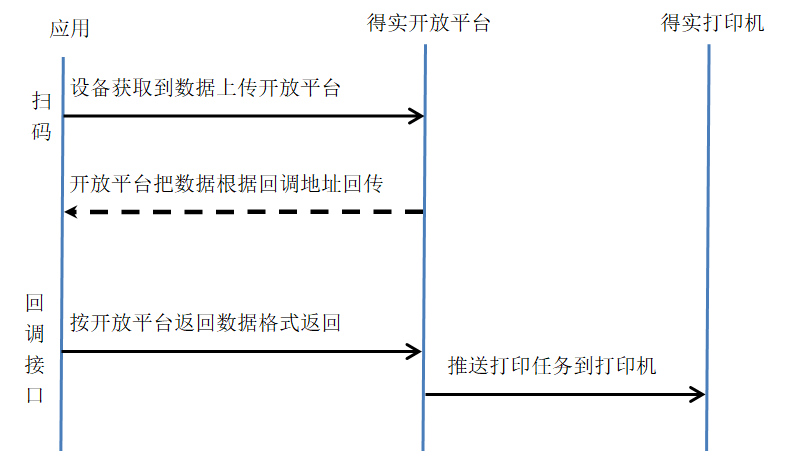 应用
得实开放平台
得实打印机
扫码
设备获取到数据上传开放平台
开放平台把数据根据回调地址回传
回调接口
按开放平台返回数据格式返回
推送打印任务到打印机